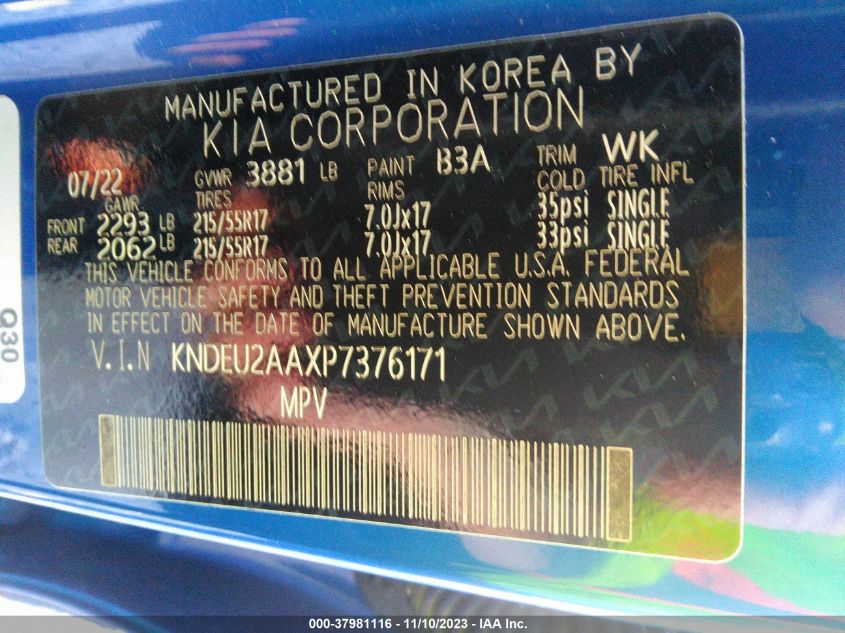 MANUFACTURED IN KOREA BY
KIA CORPORATION
07/22 GVWR 3881 LB PAINT B3A TRIM WK
GAWR TIRES RIMS COLD TIRE INFL
FRONT 2293 LB 215/55R17 7.0Jx17 35psi SINGLE
REAR 2062 LB 215/55R17 7.0Jx17 33psi SINGLE
THIS VEHICLE CONFORMS TO ALL APPLICABLE U.S.A. FEDERAL
MOTOR VEHICLE SAFETY AND THEFT PREVENTION STANDARDS
IN EFFECT ON THE DATE OF MANUFACTURE SHOWN ABOVE.
V.I.N KNDEU2AAXP7376171
MPV
Q30
000-37981116 - 11/10/2023 - IAA Inc.